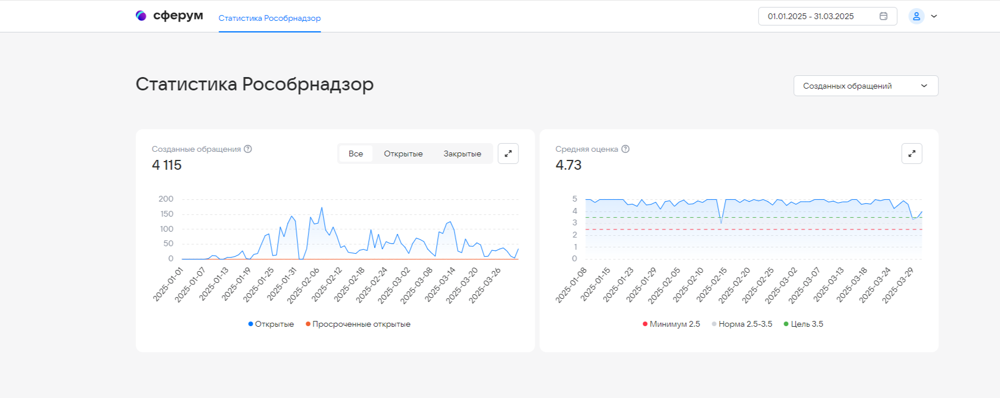 сферум
Статистика Рособрнадзор
01.01.2025 - 31.03.2025
Статистика Рособрнадзор
Созданных обращений
Созданные обращения
4 115
Все Открытые Закрытые
200
150
100
50
0
2025-01-01 2025-01-07 2025-01-13 2025-01-19 2025-01-25 2025-01-31 2025-02-06 2025-02-12 2025-02-18 2025-02-24 2025-03-02 2025-03-08 2025-03-14 2025-03-20 2025-03-26
Открытые Просроченные открытые
Средняя оценка
4.73
5
4
3
2
1
0
2025-01-08 2025-01-15 2025-01-23 2025-01-29 2025-02-05 2025-02-10 2025-02-15 2025-02-20 2025-02-25 2025-03-02 2025-03-07 2025-03-13 2025-03-18 2025-03-24 2025-03-29
Минимум 2.5 Норма 2.5-3.5 Цель 3.5